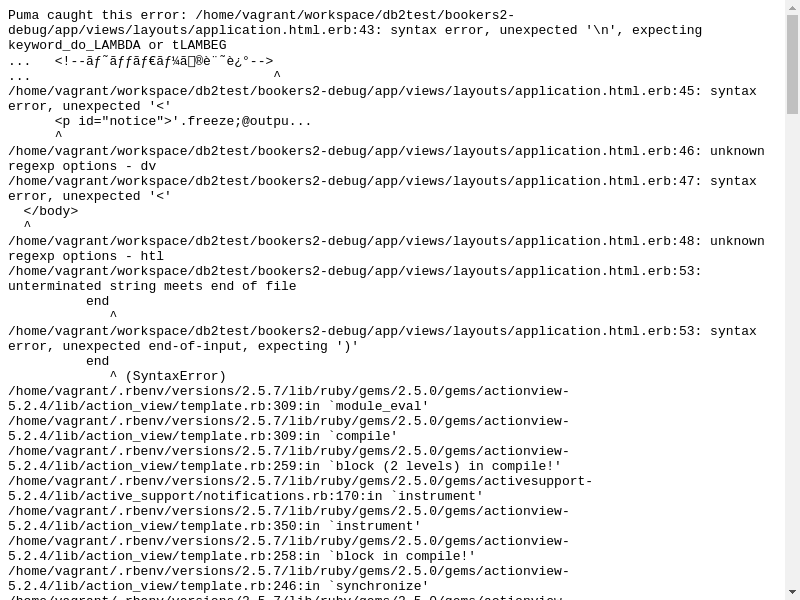 Puma caught this error: /home/vagrant/workspace/db2test/bookers2-
debug/app/views/layouts/application.html.erb:43: syntax error, unexpected '\n', expecting
keyword_do_LAMBDA or tLAMBEG
...   <!--ãƒ˜ãƒƒãƒ€ãƒ¼ã®è¨˜è¿°-->
...                               ^
/home/vagrant/workspace/db2test/bookers2-debug/app/views/layouts/application.html.erb:45: syntax
error, unexpected '<'
      <p id="notice">'.freeze;@outpu...
      ^
/home/vagrant/workspace/db2test/bookers2-debug/app/views/layouts/application.html.erb:46: unknown
regexp options - dv
/home/vagrant/workspace/db2test/bookers2-debug/app/views/layouts/application.html.erb:47: syntax
error, unexpected '<'
  </body>
  ^
/home/vagrant/workspace/db2test/bookers2-debug/app/views/layouts/application.html.erb:48: unknown
regexp options - htl
/home/vagrant/workspace/db2test/bookers2-debug/app/views/layouts/application.html.erb:53:
unterminated string meets end of file
          end
             ^
/home/vagrant/workspace/db2test/bookers2-debug/app/views/layouts/application.html.erb:53: syntax
error, unexpected end-of-input, expecting ')'
          end
             ^ (SyntaxError)
/home/vagrant/.rbenv/versions/2.5.7/lib/ruby/gems/2.5.0/gems/actionview-
5.2.4/lib/action_view/template.rb:309:in `module_eval'
/home/vagrant/.rbenv/versions/2.5.7/lib/ruby/gems/2.5.0/gems/actionview-
5.2.4/lib/action_view/template.rb:309:in `compile'
/home/vagrant/.rbenv/versions/2.5.7/lib/ruby/gems/2.5.0/gems/actionview-
5.2.4/lib/action_view/template.rb:259:in `block (2 levels) in compile!'
/home/vagrant/.rbenv/versions/2.5.7/lib/ruby/gems/2.5.0/gems/activesupport-
5.2.4/lib/active_support/notifications.rb:170:in `instrument'
/home/vagrant/.rbenv/versions/2.5.7/lib/ruby/gems/2.5.0/gems/actionview-
5.2.4/lib/action_view/template.rb:350:in `instrument'
/home/vagrant/.rbenv/versions/2.5.7/lib/ruby/gems/2.5.0/gems/actionview-
5.2.4/lib/action_view/template.rb:258:in `block in compile!'
/home/vagrant/.rbenv/versions/2.5.7/lib/ruby/gems/2.5.0/gems/actionview-
5.2.4/lib/action_view/template.rb:246:in `synchronize'